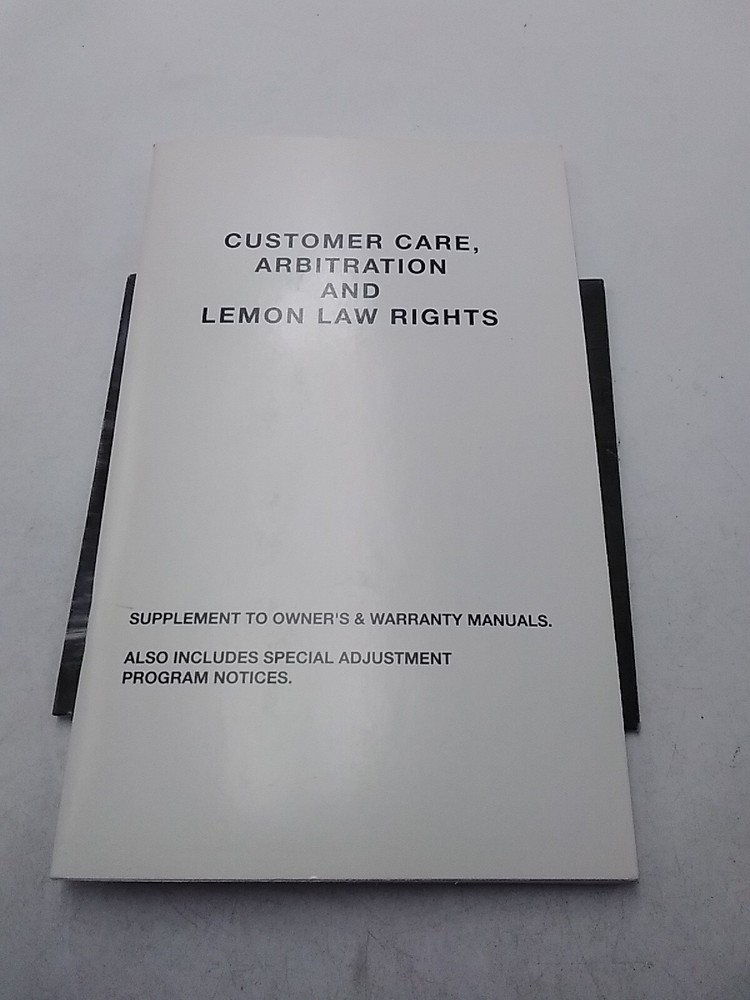 CUSTOMER CARE,
ARBITRATION
AND
LEMON LAW RIGHTS
SUPPLEMENT TO OWNER'S & WARRANTY MANUALS.
ALSO INCLUDES SPECIAL ADJUSTMENT
PROGRAM NOTICES.